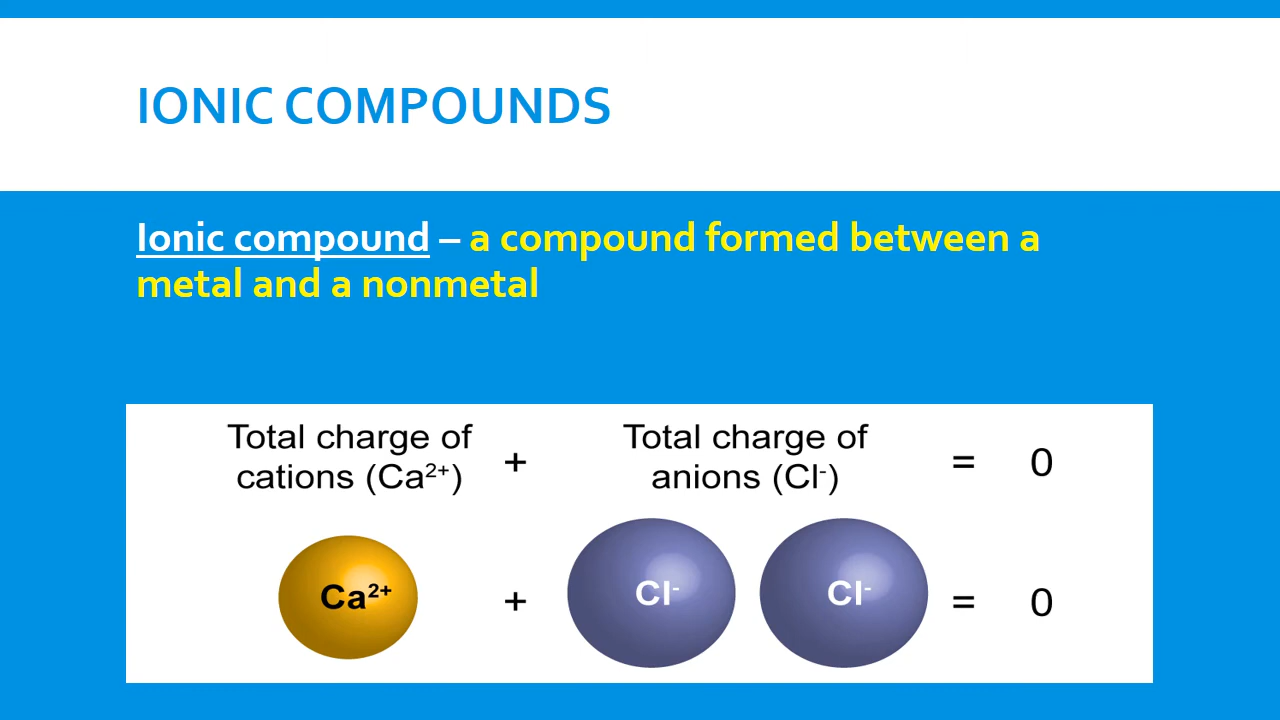 IONIC COMPOUNDS
Ionic compound – a compound formed between a
metal and a nonmetal
Total charge of
cations (Ca²⁺)
+
Total charge of
anions (Cl⁻)
= 0
Ca²⁺ + Cl⁻ Cl⁻ = 0